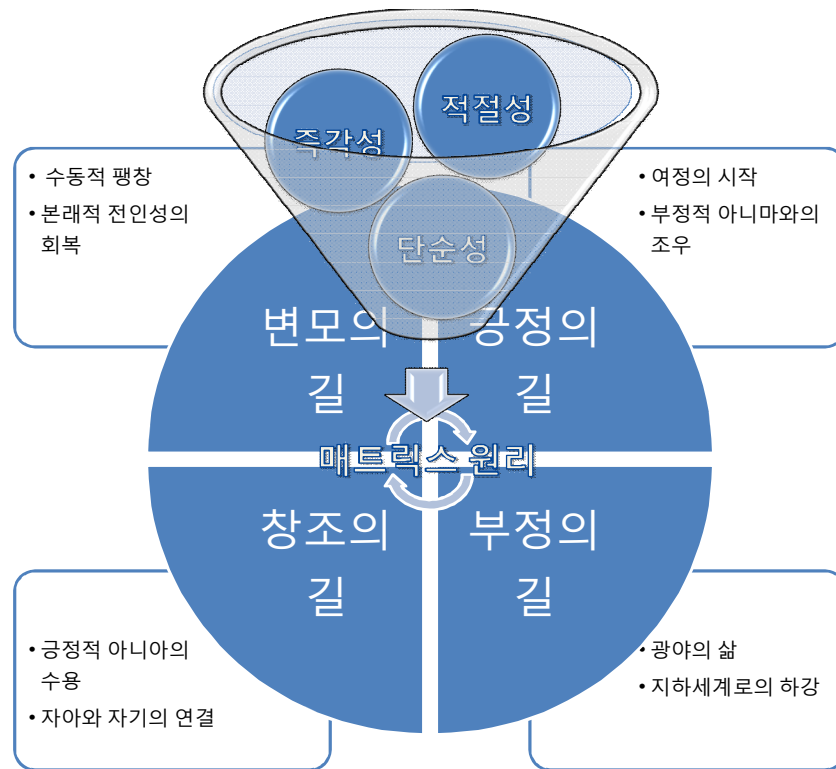 즉각성
적절성
단순성
• 수동적 팽창
• 본래적 전인성의
회복
• 여정의 시작
• 부정적 아니마와의
조우
변모의
길
긍정의
길
매트릭스 원리
창조의
길
부정의
길
• 긍정적 아니아의
수용
• 자아와 자기의 연결
• 광야의 삶
• 지하세계로의 하강